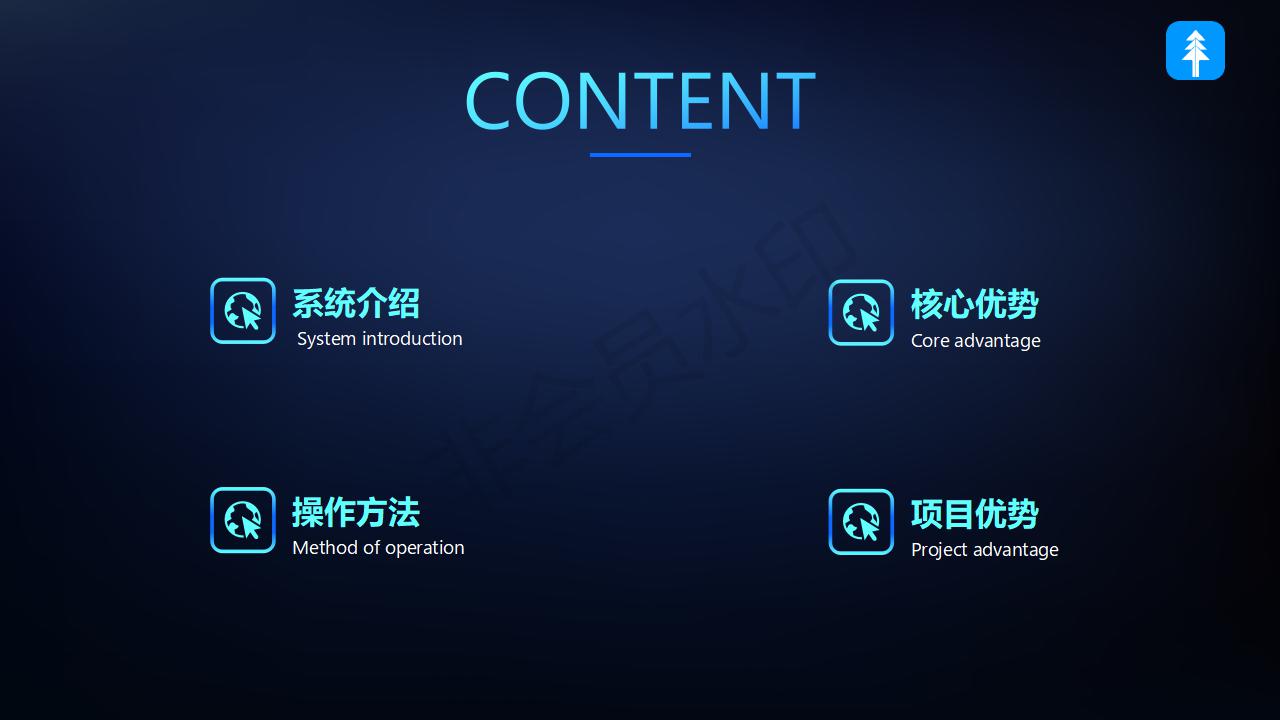 CONTENT
系统介绍
System introduction
核心优势
Core advantage
操作方法
Method of operation
项目优势
Project advantage
非会员水印